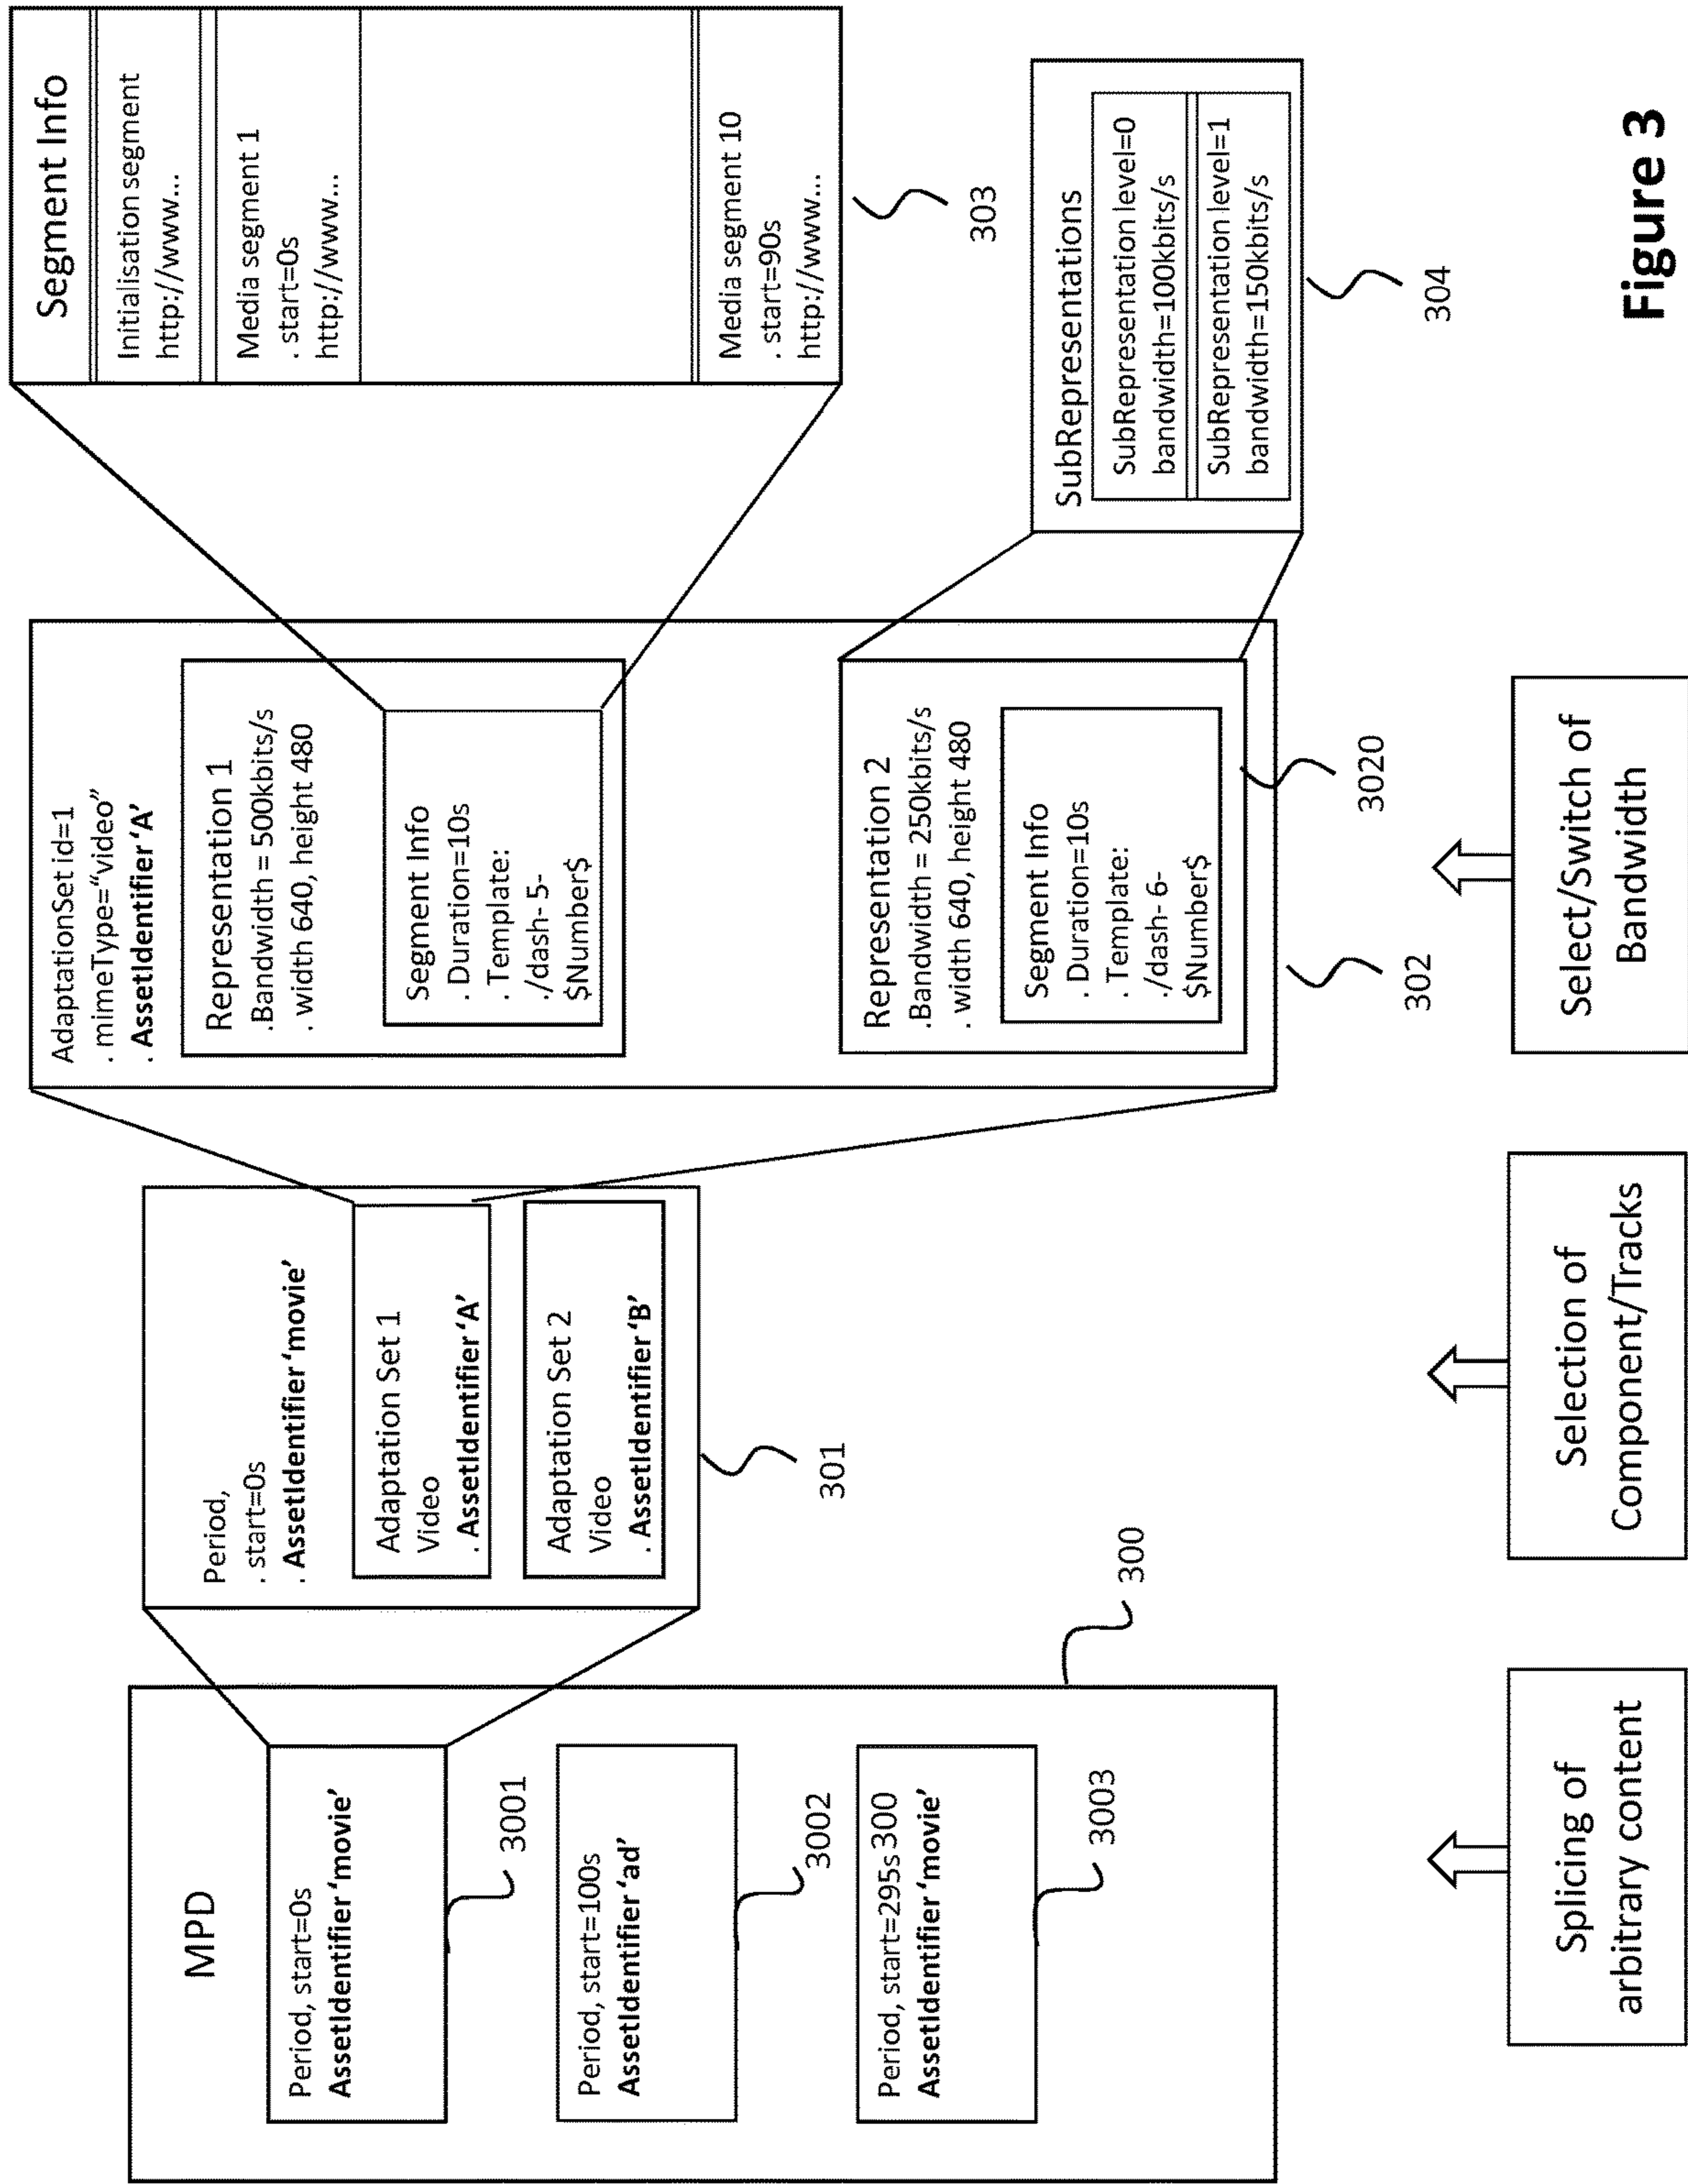 MPD
Period, start=0s
AssetIdentifier 'movie'
3001
Period, start=100s
AssetIdentifier 'ad'
3002
Period, start=295s 300
AssetIdentifier 'movie'
3003
300
Period,
. start=0s
. AssetIdentifier 'movie'
Adaptation Set 1
Video
. AssetIdentifier 'A'
Adaptation Set 2
Video
. AssetIdentifier 'B'
301
AdaptationSet id=1
. mimeType="video"
. AssetIdentifier 'A'
Representation 1
.Bandwidth = 500kbits/s
. width 640, height 480
Segment Info
. Duration=10s
. Template:
./dash- 5-
$Number$
Representation 2
.Bandwidth = 250kbits/s
. width 640, height 480
Segment Info
. Duration=10s
. Template:
./dash- 6-
$Number$
3020
302
Segment Info
Initialisation segment
http://www...
Media segment 1
. start=0s
http://www...
Media segment 10
. start=90s
http://www...
303
SubRepresentations
SubRepresentation level=0
bandwidth=100kbits/s
SubRepresentation level=1
bandwidth=150kbits/s
304
Splicing of
arbitrary content
Selection of
Component/Tracks
Select/Switch of
Bandwidth
Figure 3